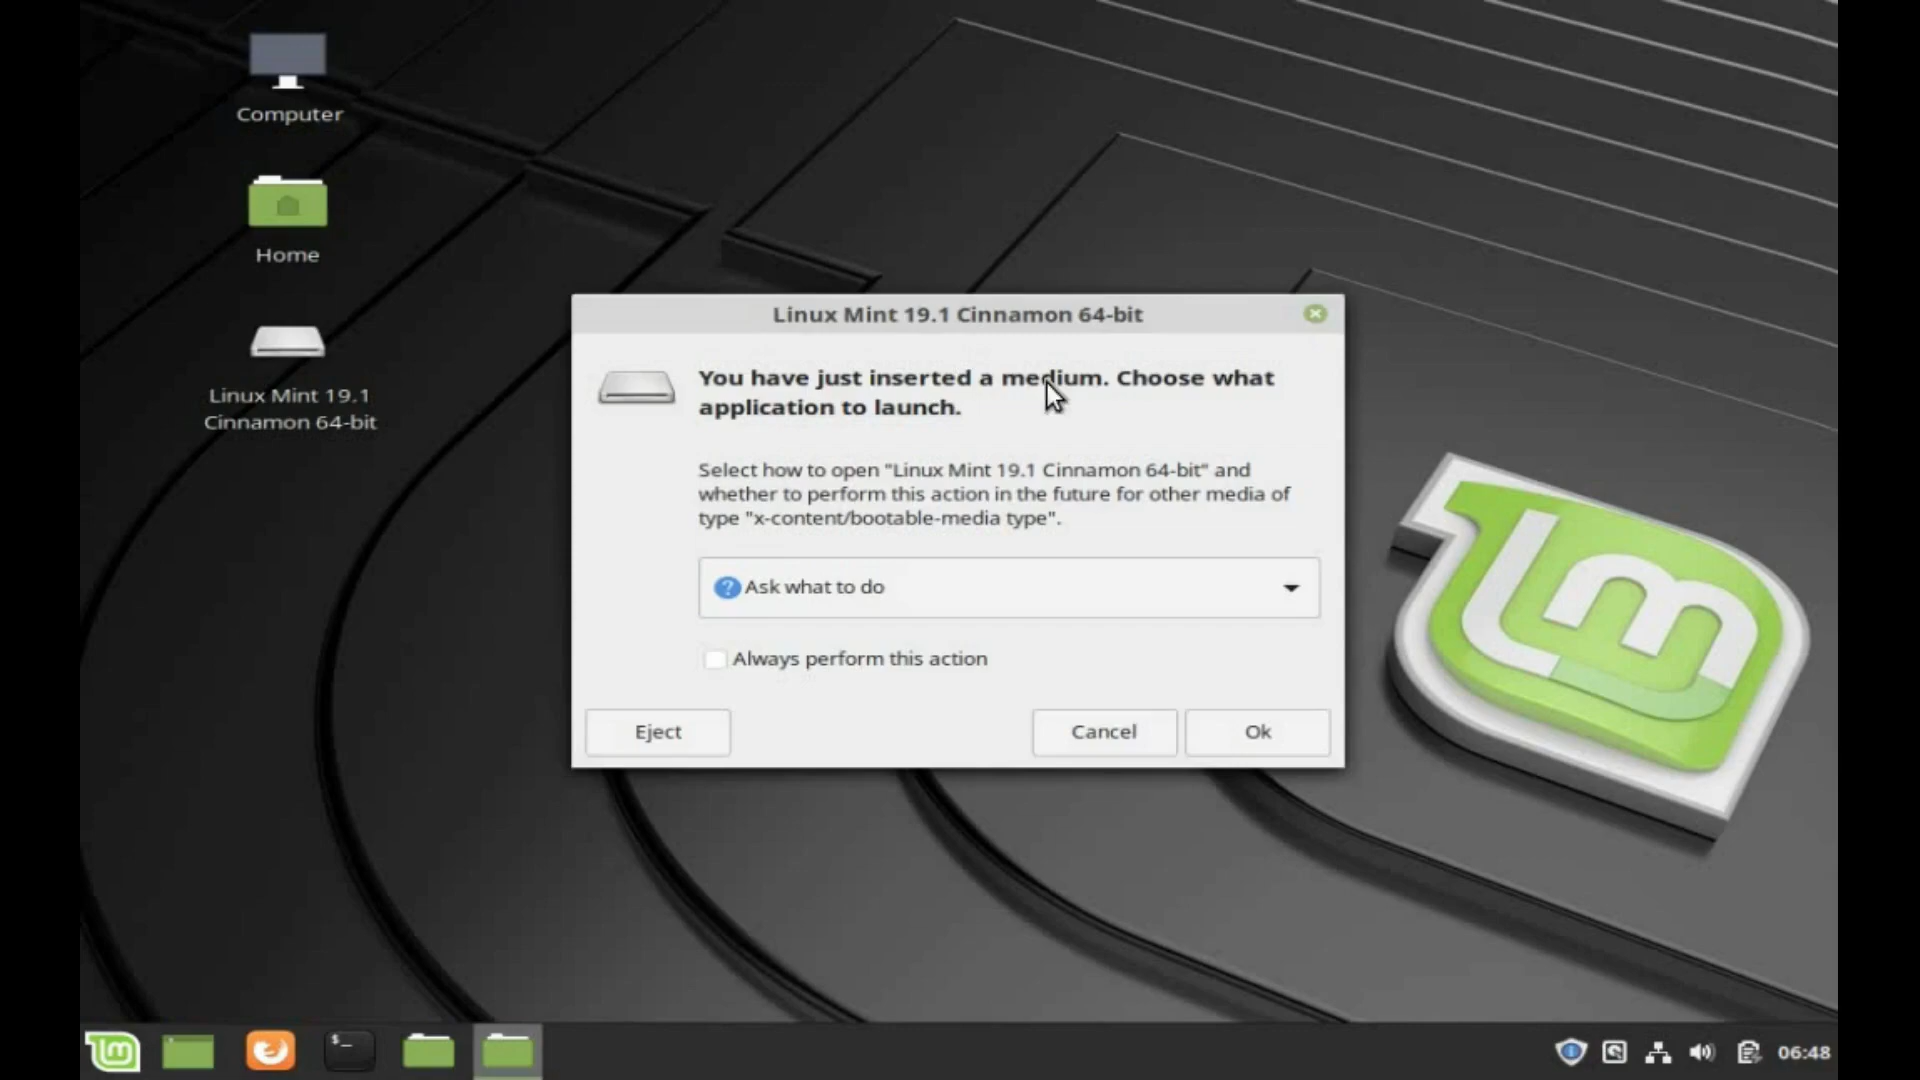 Computer
Home
Linux Mint 19.1
Cinnamon 64-bit
Linux Mint 19.1 Cinnamon 64-bit
You have just inserted a medium. Choose what
application to launch.
Select how to open "Linux Mint 19.1 Cinnamon 64-bit" and
whether to perform this action in the future for other media of
type "x-content/bootable-media type".
? Ask what to do
Always perform this action
Eject
Cancel
Ok
lm
lm
$_
06:48